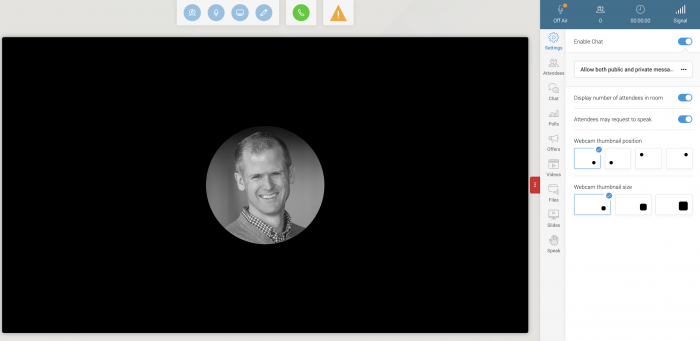 Off Air
0
00:00:00
Signal
Settings
Attendees
Chat
Polls
Offers
Videos
Files
Slides
Speak
Enable Chat
Allow both public and private messa...
Display number of attendees in room
Attendees may request to speak
Webcam thumbnail position
Webcam thumbnail size